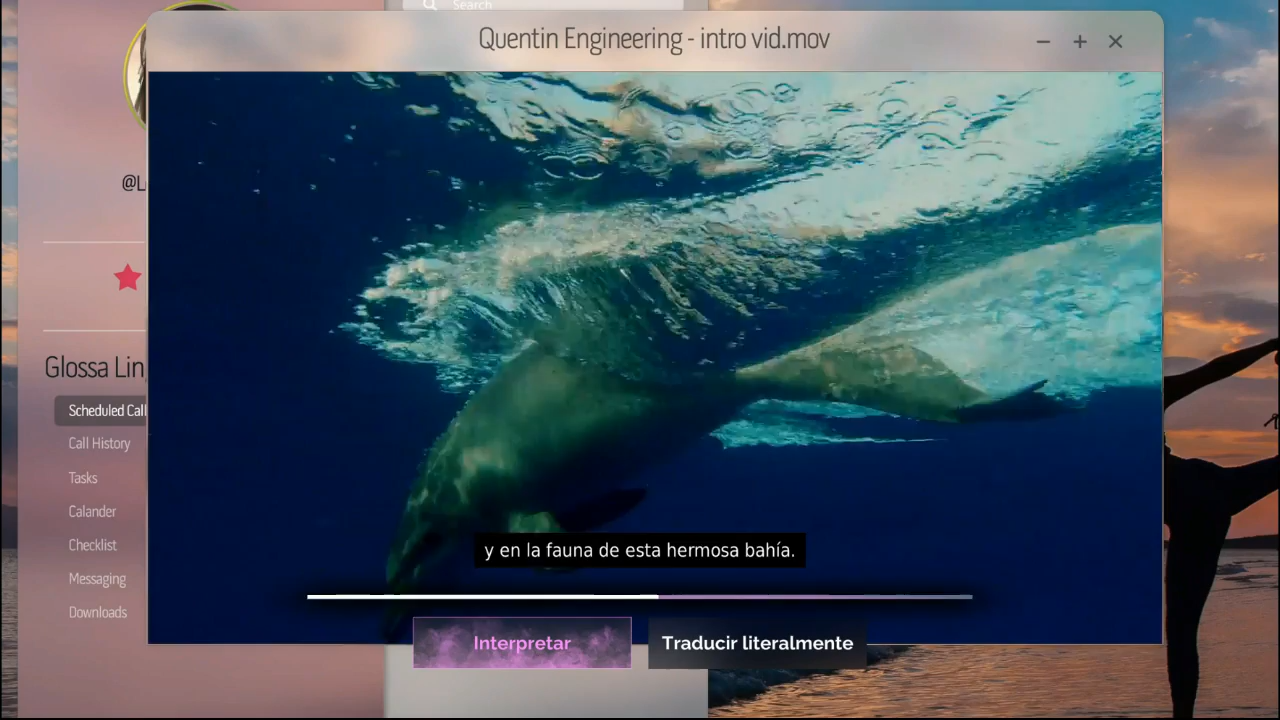 Search
Quentin Engineering - intro vid.mov
Glossa Lin
Scheduled Call
Call History
Tasks
Calander
Checklist
Messaging
Downloads
y en la fauna de esta hermosa bahía.
Interpretar
Traducir literalmente